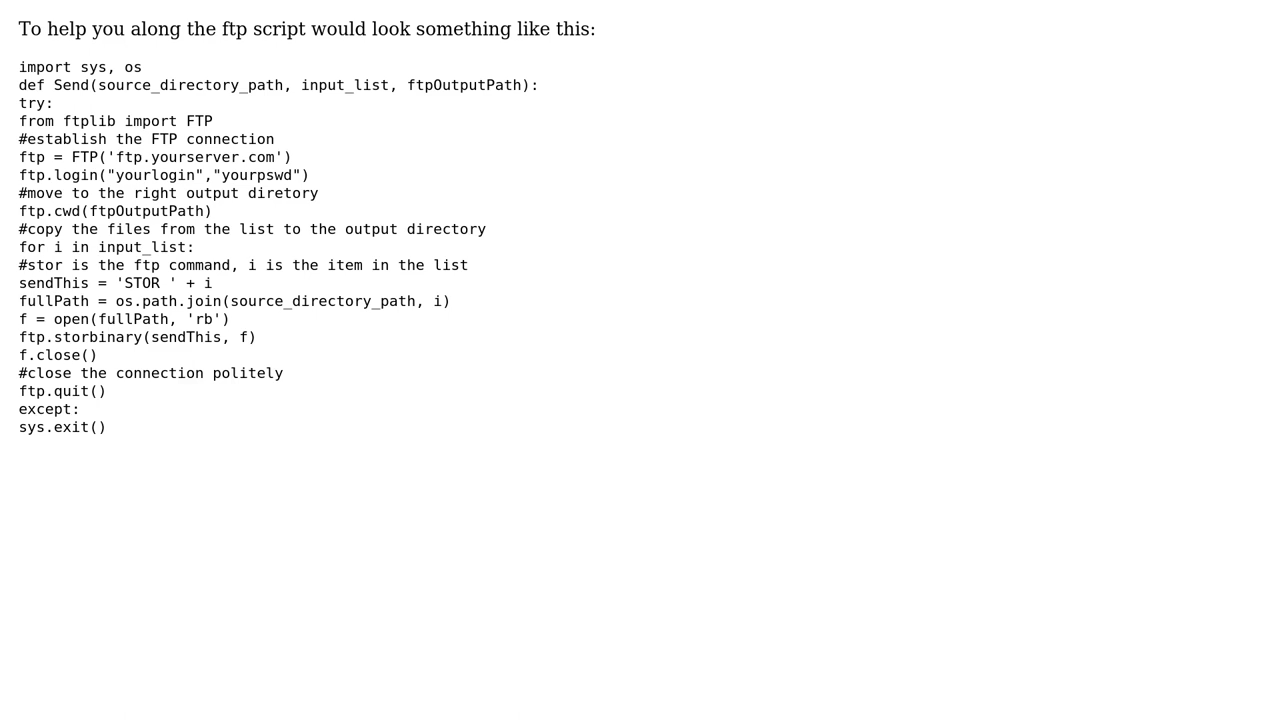 To help you along the ftp script would look something like this:
import sys, os
def Send(source_directory_path, input_list, ftpOutputPath):
try:
from ftplib import FTP
#establish the FTP connection
ftp = FTP('ftp.yourserver.com')
ftp.login("yourlogin","yourpswd")
#move to the right output diretory
ftp.cwd(ftpOutputPath)
#copy the files from the list to the output directory
for i in input_list:
#stor is the ftp command, i is the item in the list
sendThis = 'STOR ' + i
fullPath = os.path.join(source_directory_path, i)
f = open(fullPath, 'rb')
ftp.storbinary(sendThis, f)
f.close()
#close the connection politely
ftp.quit()
except:
sys.exit()